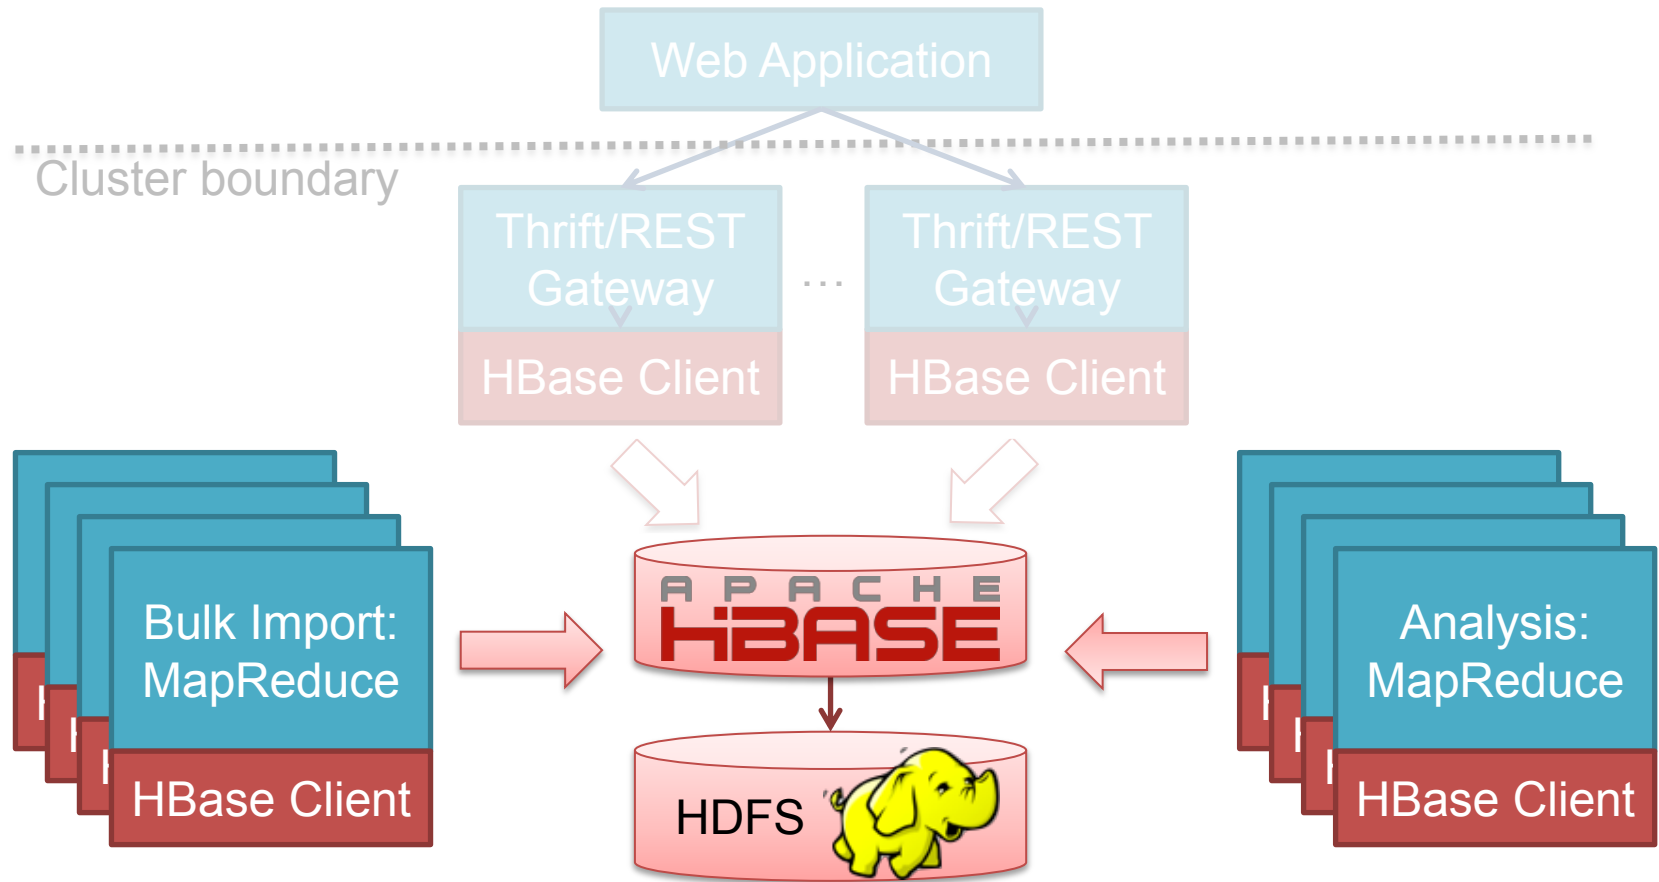 Web Application
Cluster boundary
Thrift/REST
Gateway
...
Thrift/REST
Gateway
HBase Client
HBase Client
APACHE
HBASE
Bulk Import:
MapReduce
H
H
H
HBase Client
Analysis:
MapReduce
H
H
H
HBase Client
HDFS